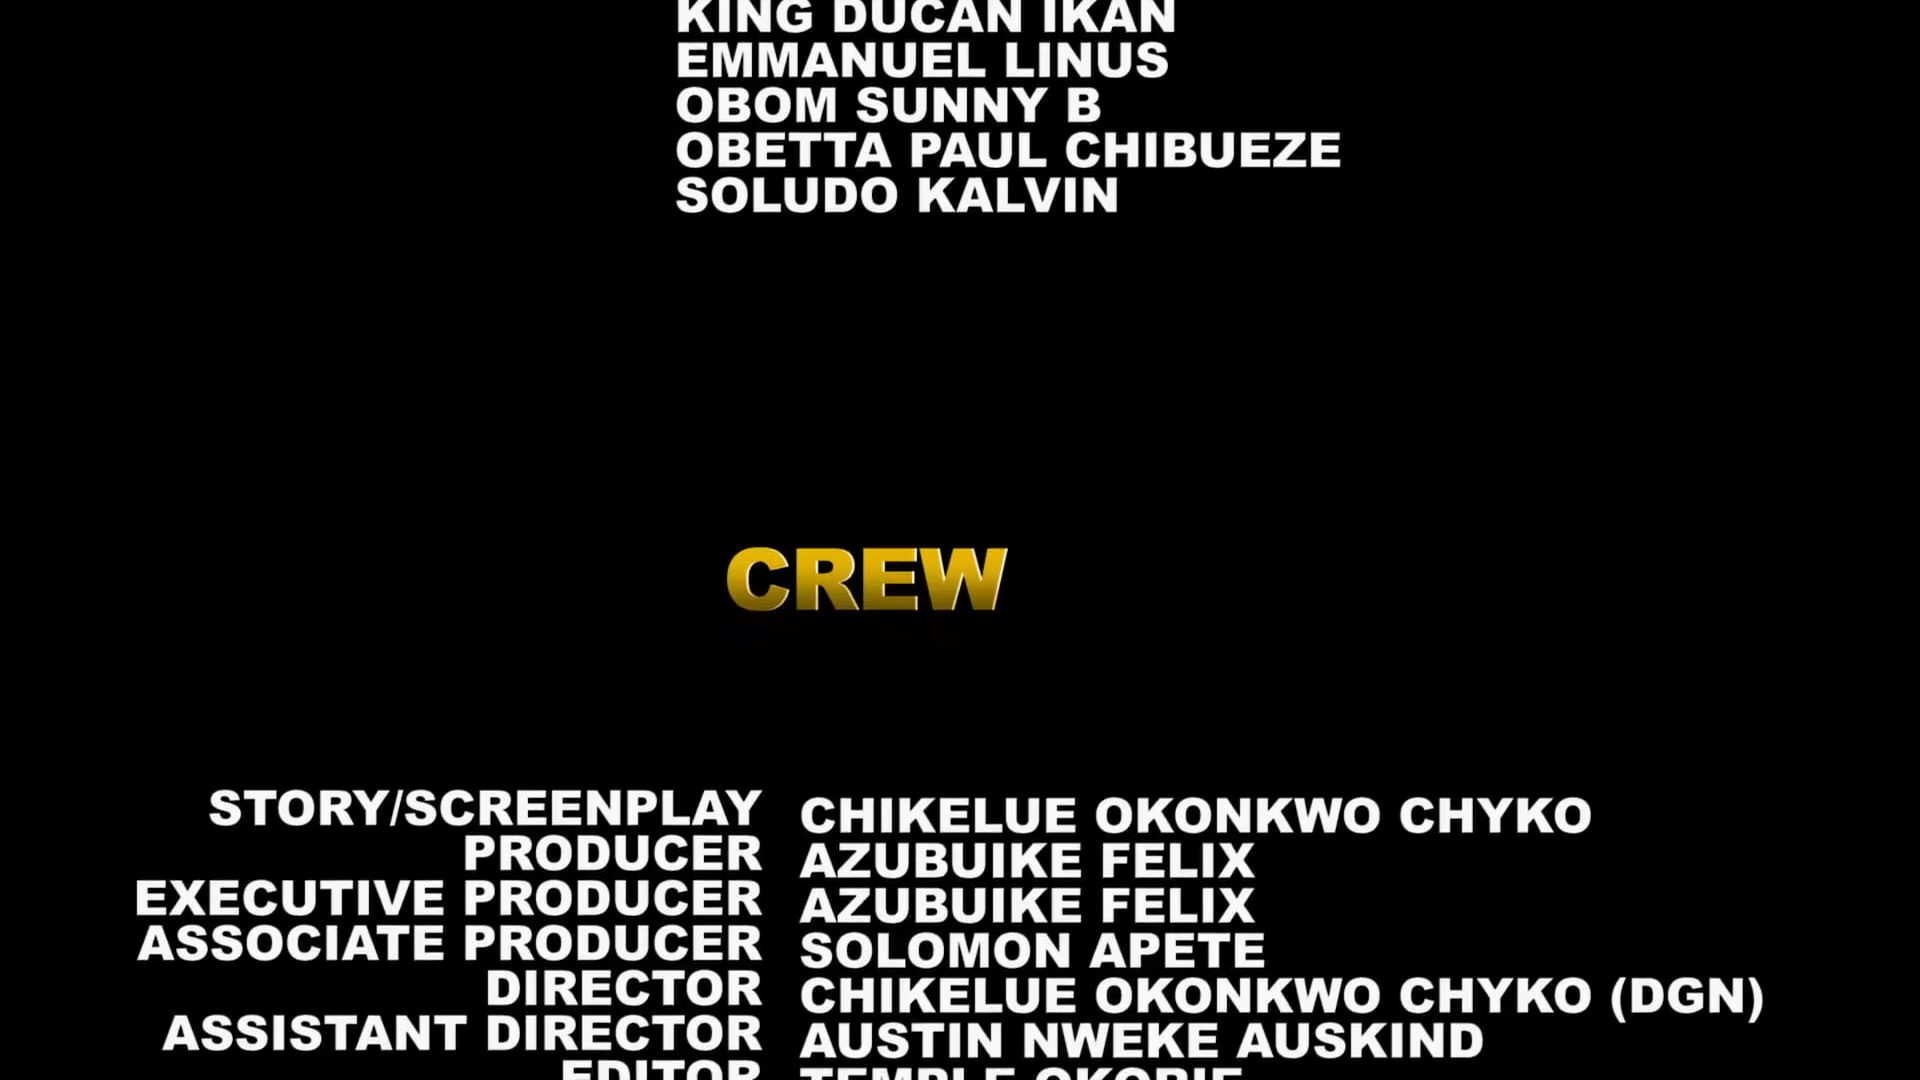 KING DUCAN IKAN
EMMANUEL LINUS
OBOM SUNNY B
OBETTA PAUL CHIBUEZE
SOLUDO KALVIN
CREW
STORY/SCREENPLAY CHIKELUE OKONKWO CHYKO
PRODUCER AZUBUIKE FELIX
EXECUTIVE PRODUCER AZUBUIKE FELIX
ASSOCIATE PRODUCER SOLOMON APETE
DIRECTOR CHIKELUE OKONKWO CHYKO (DGN)
ASSISTANT DIRECTOR AUSTIN NWEKE AUSKIND
EDITOR TEMPLE